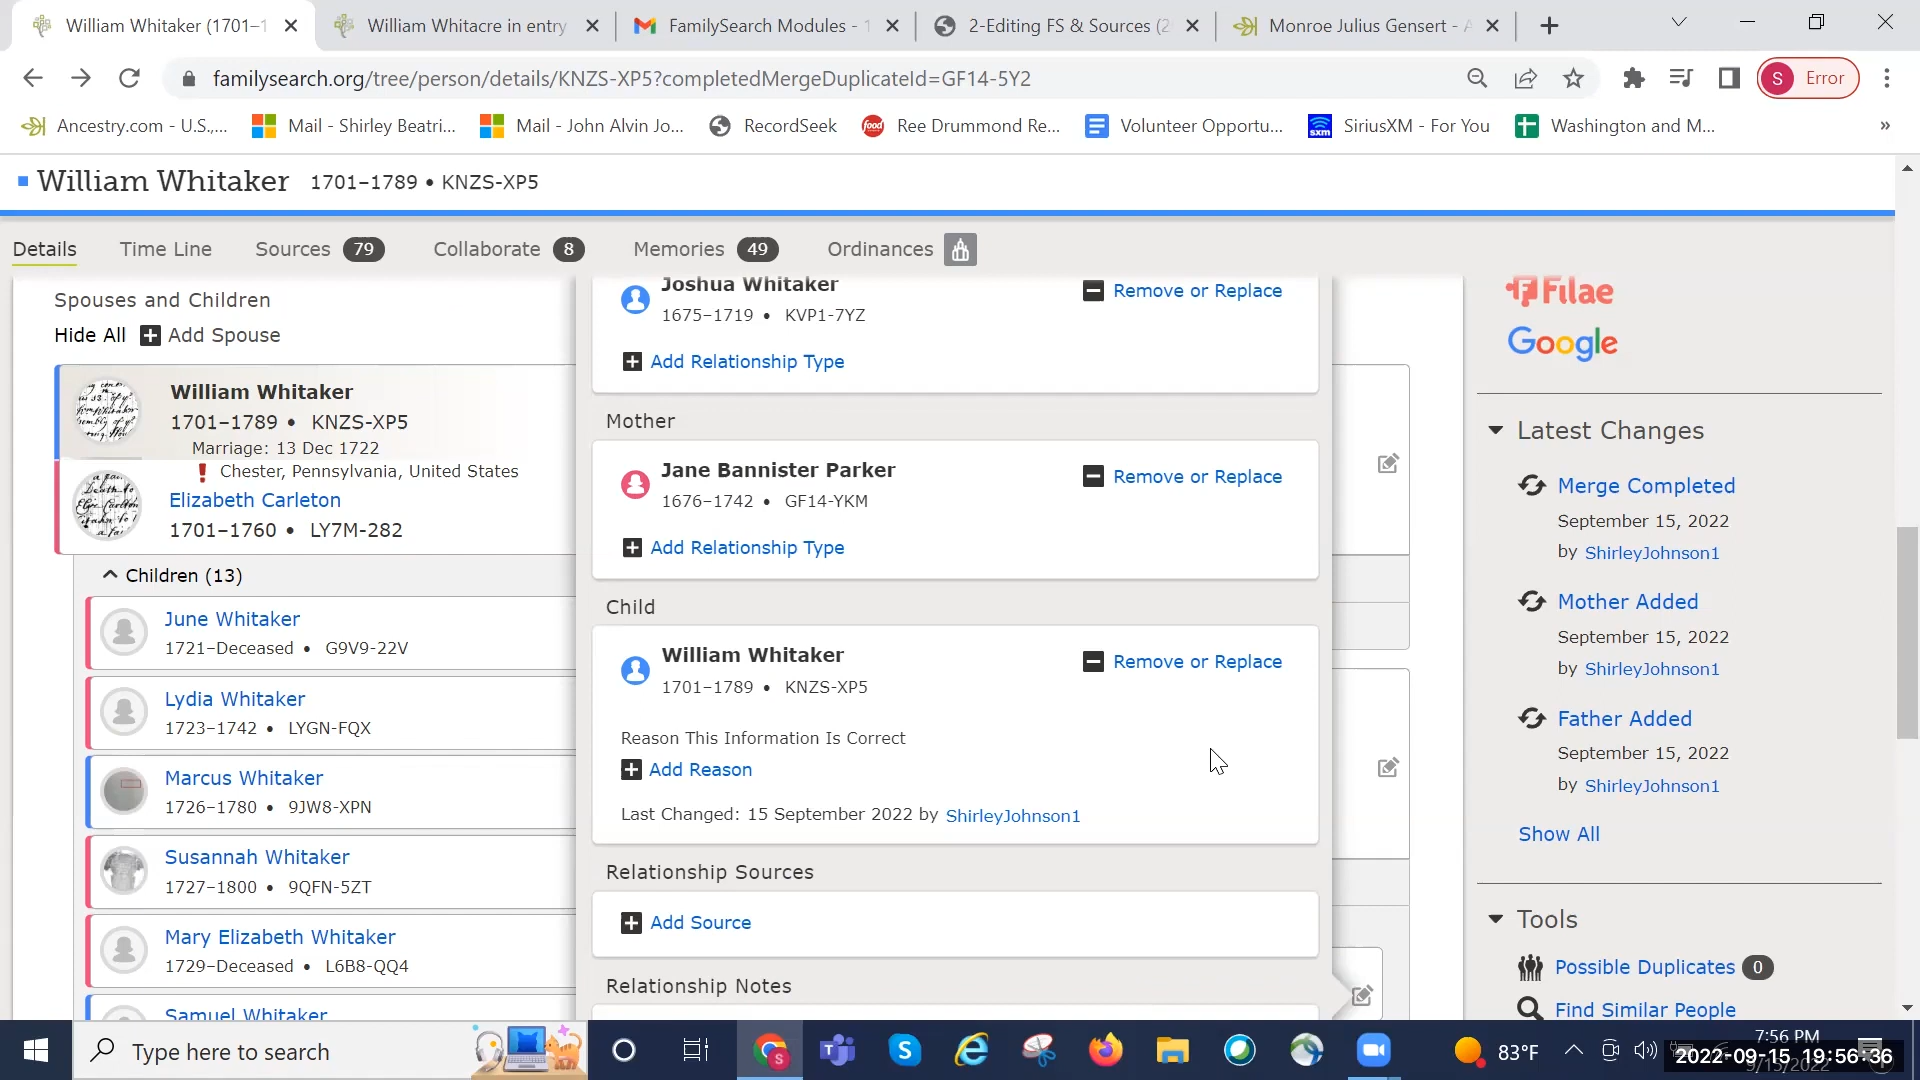 William Whitaker (1701–1
William Whitacre in entry
FamilySearch Modules -
2-Editing FS & Sources (2
Monroe Julius Gensert - A
familysearch.org/tree/person/details/KNZS-XP5?completedMergeDuplicateId=GF14-5Y2
S Error
Ancestry.com - U.S.,...
Mail - Shirley Beatri...
Mail - John Alvin Jo...
RecordSeek
food
Ree Drummond Re...
Volunteer Opportu...
sxm
SiriusXM - For You
Washington and M...
»
William Whitaker 1701–1789 • KNZS-XP5
Details
Time Line
Sources 79
Collaborate 8
Memories 49
Ordinances
Spouses and Children
Hide All
Add Spouse
William Whitaker
1701–1789 • KNZS-XP5
Marriage: 13 Dec 1722
Chester, Pennsylvania, United States
Elizabeth Carleton
1701–1760 • LY7M-282
Children (13)
June Whitaker
1721–Deceased • G9V9-22V
Lydia Whitaker
1723–1742 • LYGN-FQX
Marcus Whitaker
1726–1780 • 9JW8-XPN
Susannah Whitaker
1727–1800 • 9QFN-5ZT
Mary Elizabeth Whitaker
1729–Deceased • L6B8-QQ4
Samuel Whitaker
Joshua Whitaker
1675–1719 • KVP1-7YZ
Remove or Replace
Add Relationship Type
Mother
Jane Bannister Parker
1676–1742 • GF14-YKM
Remove or Replace
Add Relationship Type
Child
William Whitaker
1701–1789 • KNZS-XP5
Remove or Replace
Reason This Information Is Correct
Add Reason
Last Changed: 15 September 2022 by ShirleyJohnson1
Relationship Sources
Add Source
Relationship Notes
Filae
Google
Latest Changes
Merge Completed
September 15, 2022
by ShirleyJohnson1
Mother Added
September 15, 2022
by ShirleyJohnson1
Father Added
September 15, 2022
by ShirleyJohnson1
Show All
Tools
Possible Duplicates 0
Find Similar People
Type here to search
83°F
7:56 PM
9/15/2022
2022-09-15 19:56:36